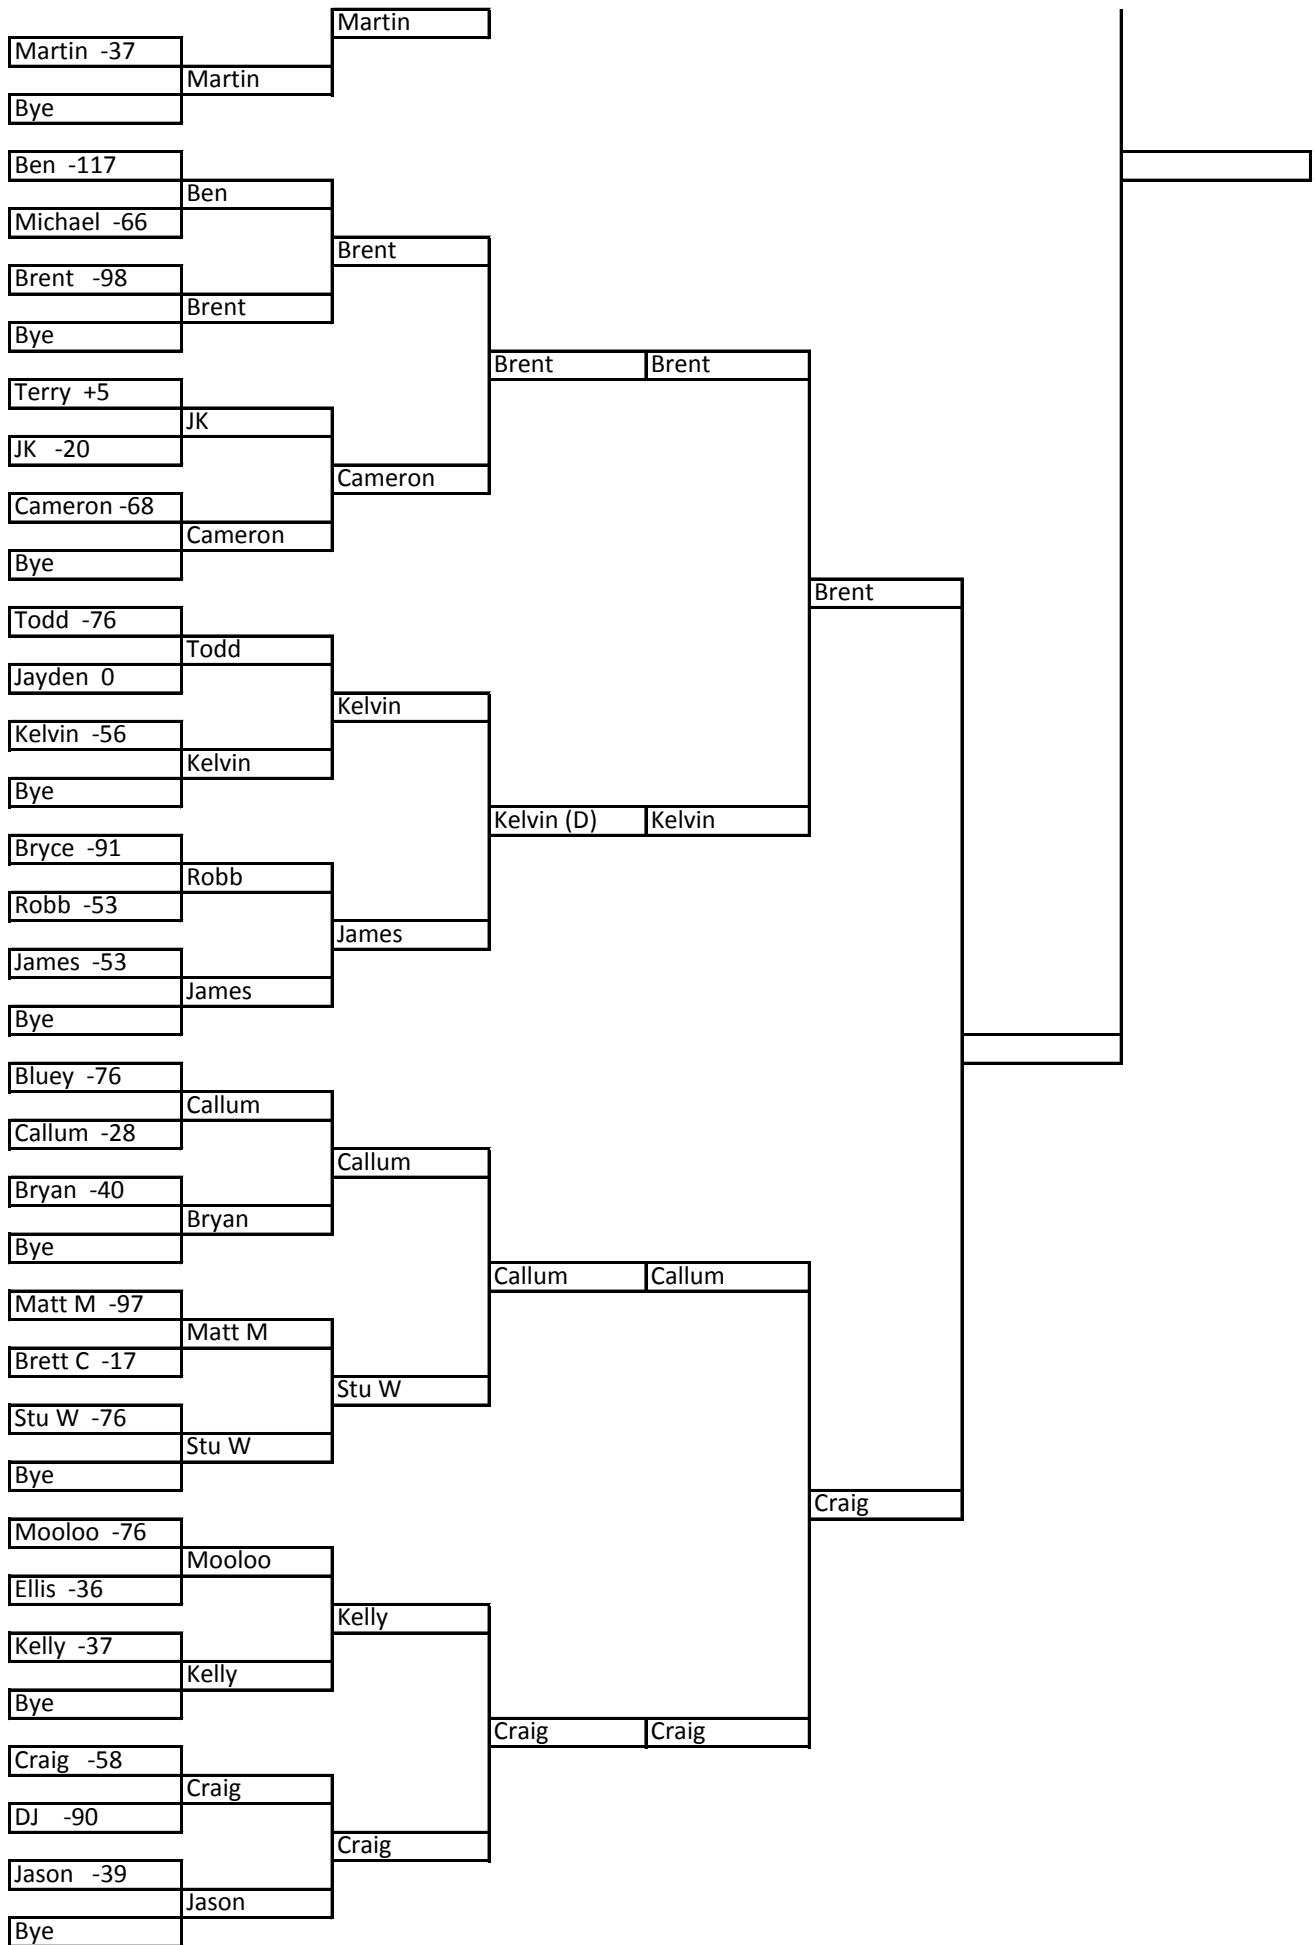 Martin
Martin -37
Martin
Bye
Ben -117
Ben
Michael -66
Brent
Brent -98
Brent
Bye
Brent Brent
Terry +5
JK
JK -20
Cameron
Cameron -68
Cameron
Bye
Brent
Todd -76
Todd
Jayden 0
Kelvin
Kelvin -56
Kelvin
Bye
Kelvin (D) Kelvin
Bryce -91
Robb
Robb -53
James
James -53
James
Bye
Bluey -76
Callum
Callum -28
Callum
Bryan -40
Bryan
Bye
Callum Callum
Matt M -97
Matt M
Brett C -17
Stu W
Stu W -76
Stu W
Bye
Craig
Mooloo -76
Mooloo
Ellis -36
Kelly
Kelly -37
Kelly
Bye
Craig Craig
Craig -58
Craig
DJ -90
Craig
Jason -39
Jason
Bye